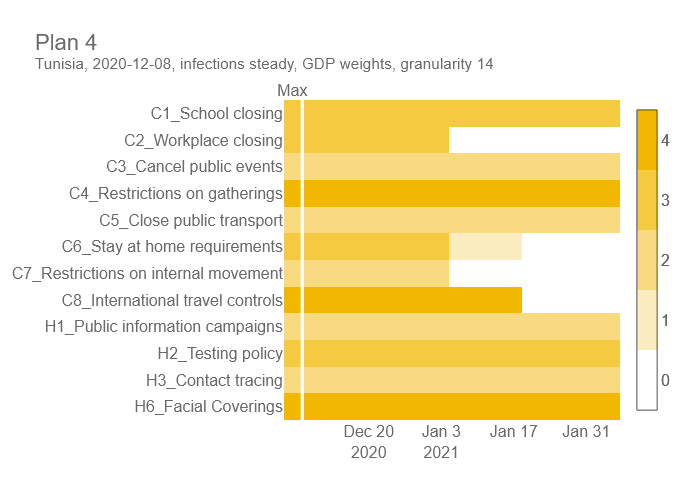 Plan 4
Tunisia, 2020-12-08, infections steady, GDP weights, granularity 14
Max
C1_School closing
C2_Workplace closing
C3_Cancel public events
C4_Restrictions on gatherings
C5_Close public transport
C6_Stay at home requirements
C7_Restrictions on internal movement
C8_International travel controls
H1_Public information campaigns
H2_Testing policy
H3_Contact tracing
H6_Facial Coverings
Dec 20 Jan 3 Jan 17 Jan 31
2020 2021
4
3
2
1
0